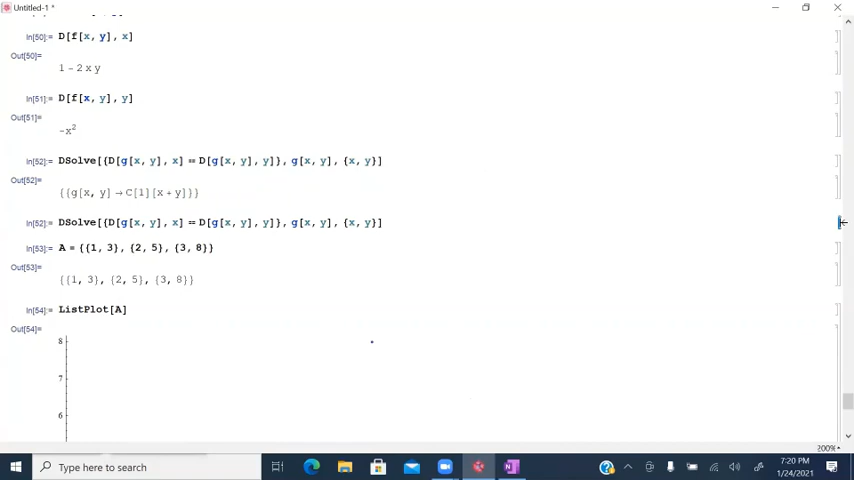 Untitled-1 *
In[50]:= D[f[x, y], x]
Out[50]=
1 - 2 x y
In[51]:= D[f[x, y], y]
Out[51]=
-x²
In[52]:= DSolve[{D[g[x, y], x] == D[g[x, y], y]}, g[x, y], {x, y}]
Out[52]=
{{g[x, y] → C[1][x + y]}}
In[52]:= DSolve[{D[g[x, y], x] == D[g[x, y], y]}, g[x, y], {x, y}]
In[53]:= A = {{1, 3}, {2, 5}, {3, 8}}
Out[53]=
{{1, 3}, {2, 5}, {3, 8}}
In[54]:= ListPlot[A]
Out[54]=
8
7
6
200%
Type here to search
7:20 PM
1/24/2021